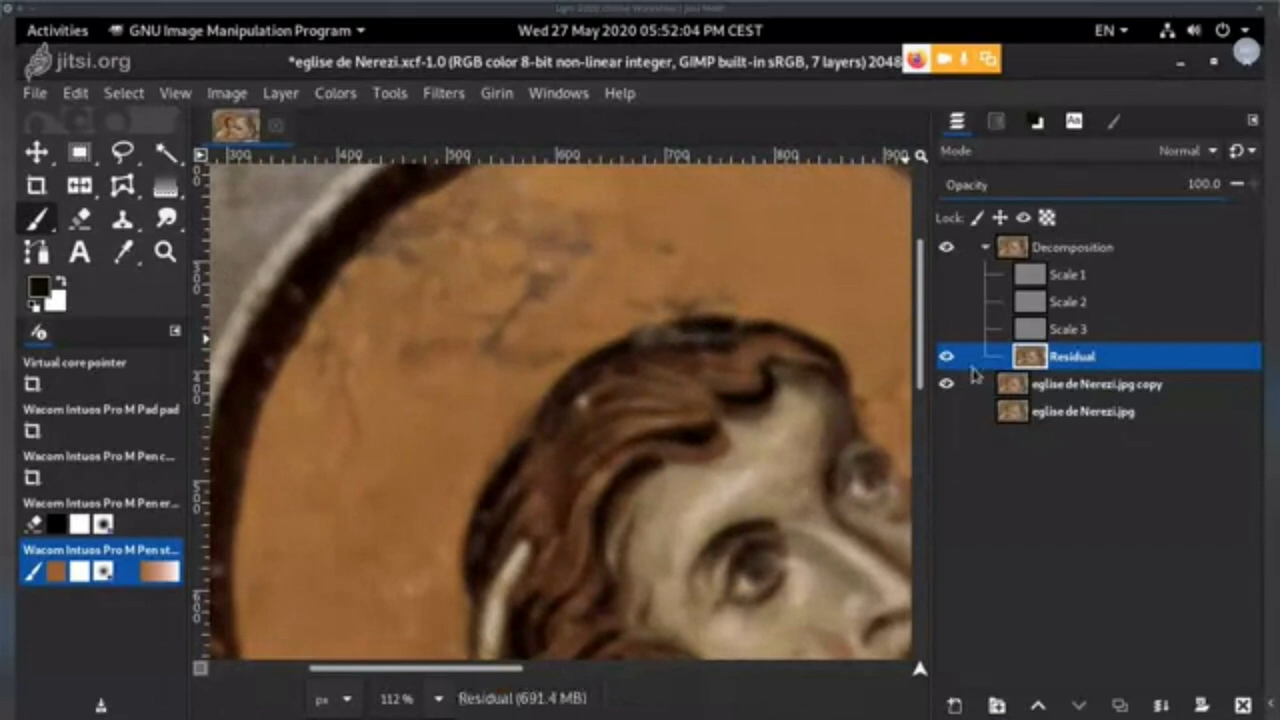 Activities GNU Image Manipulation Program Wed 27 May 2020 05:52:04 PM CEST EN
jitsi.org *eglise de Nerezi.xcf-1.0 (RGB color 8-bit non-linear integer, GIMP built-in sRGB, 7 layers) 2048
File Edit Select View Image Layer Colors Tools Filters Girin Windows Help
300 400 500 600 700 800 900
Mode Normal
Opacity 100.0
Lock:
Decomposition
Scale 1
Scale 2
Scale 3
Residual
eglise de Nerezi.jpg copy
eglise de Nerezi.jpg
Virtual core pointer
Wacom Intuos Pro M Pad pad
Wacom Intuos Pro M Pen c...
Wacom Intuos Pro M Pen er...
Wacom Intuos Pro M Pen st...
px 112 % Residual (691.4 MB)